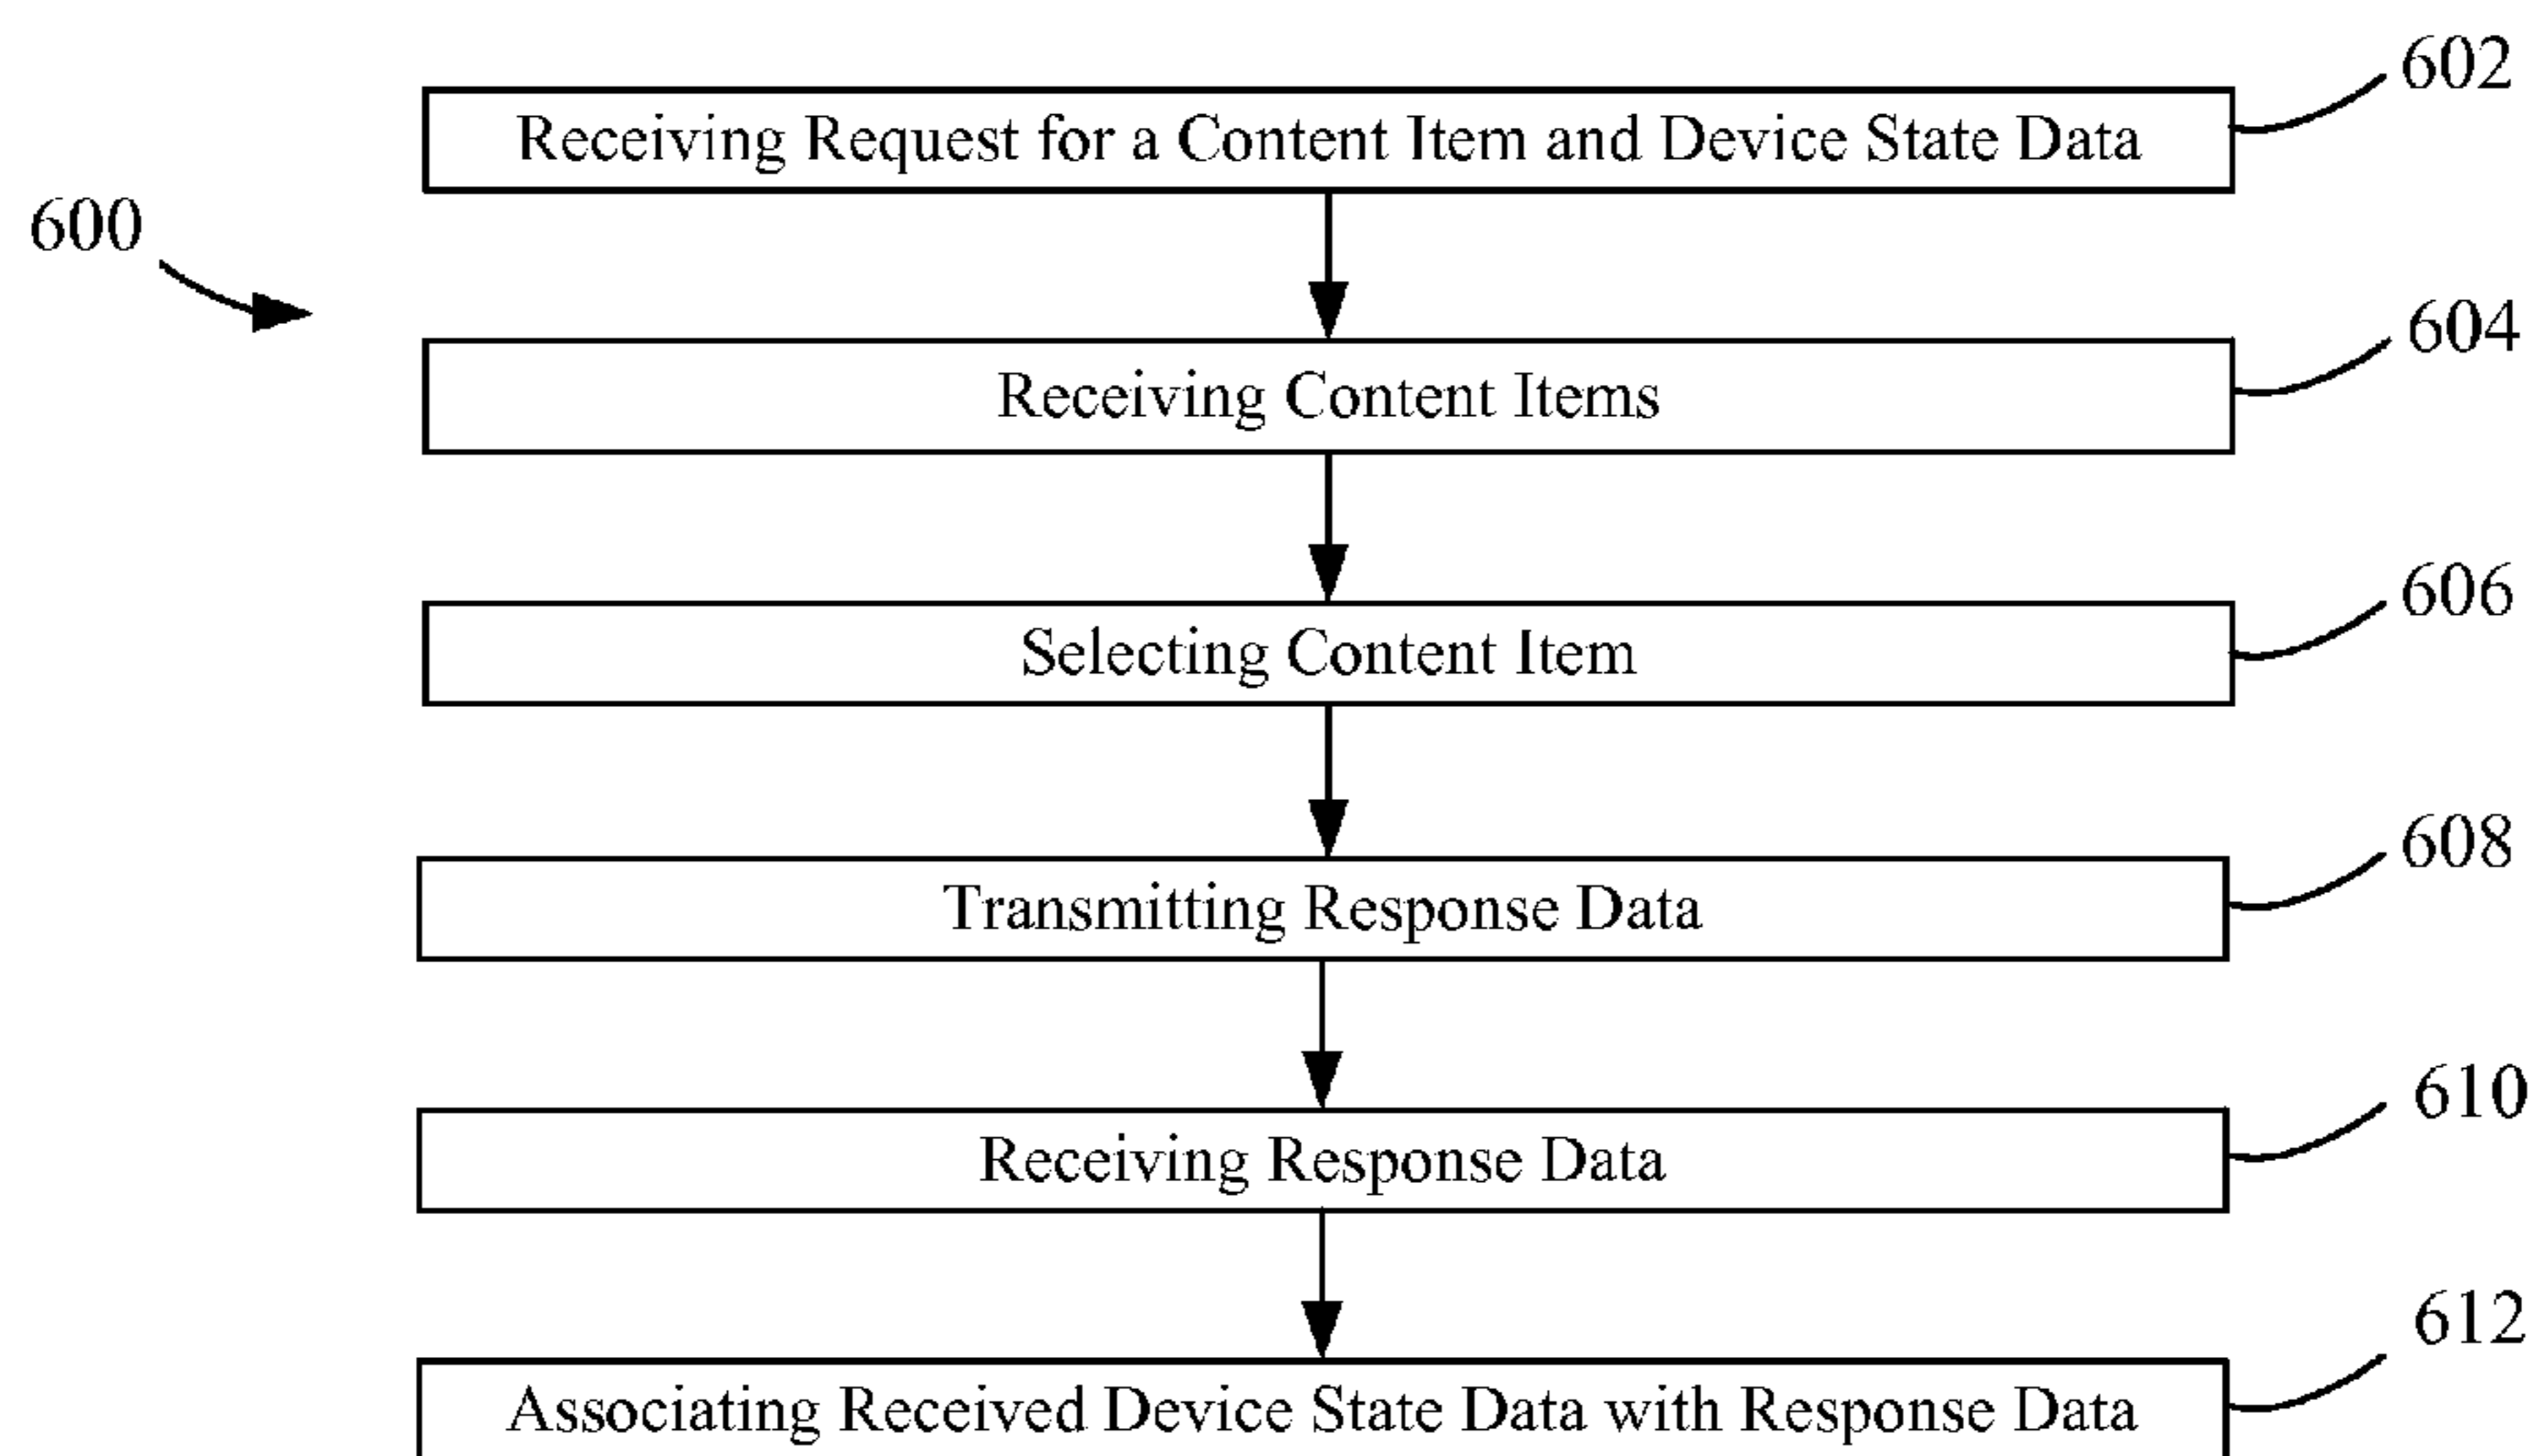 602
Receiving Request for a Content Item and Device State Data
600
604
Receiving Content Items
606
Selecting Content Item
608
Transmitting Response Data
610
Receiving Response Data
612
Associating Received Device State Data with Response Data